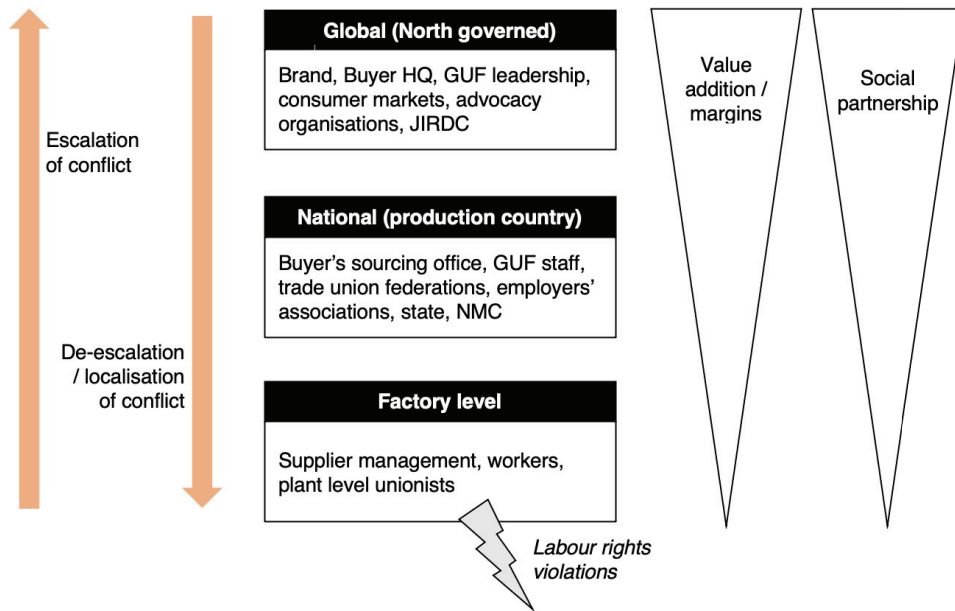 Global (North governed)
Brand, Buyer HQ, GUF leadership,
consumer markets, advocacy
organisations, JIRDC
Value
addition /
margins
Social
partnership
Escalation
of conflict
National (production country)
Buyer’s sourcing office, GUF staff,
trade union federations, employers’
associations, state, NMC
De-escalation
/ localisation
of conflict
Factory level
Supplier management, workers,
plant level unionists
Labour rights
violations